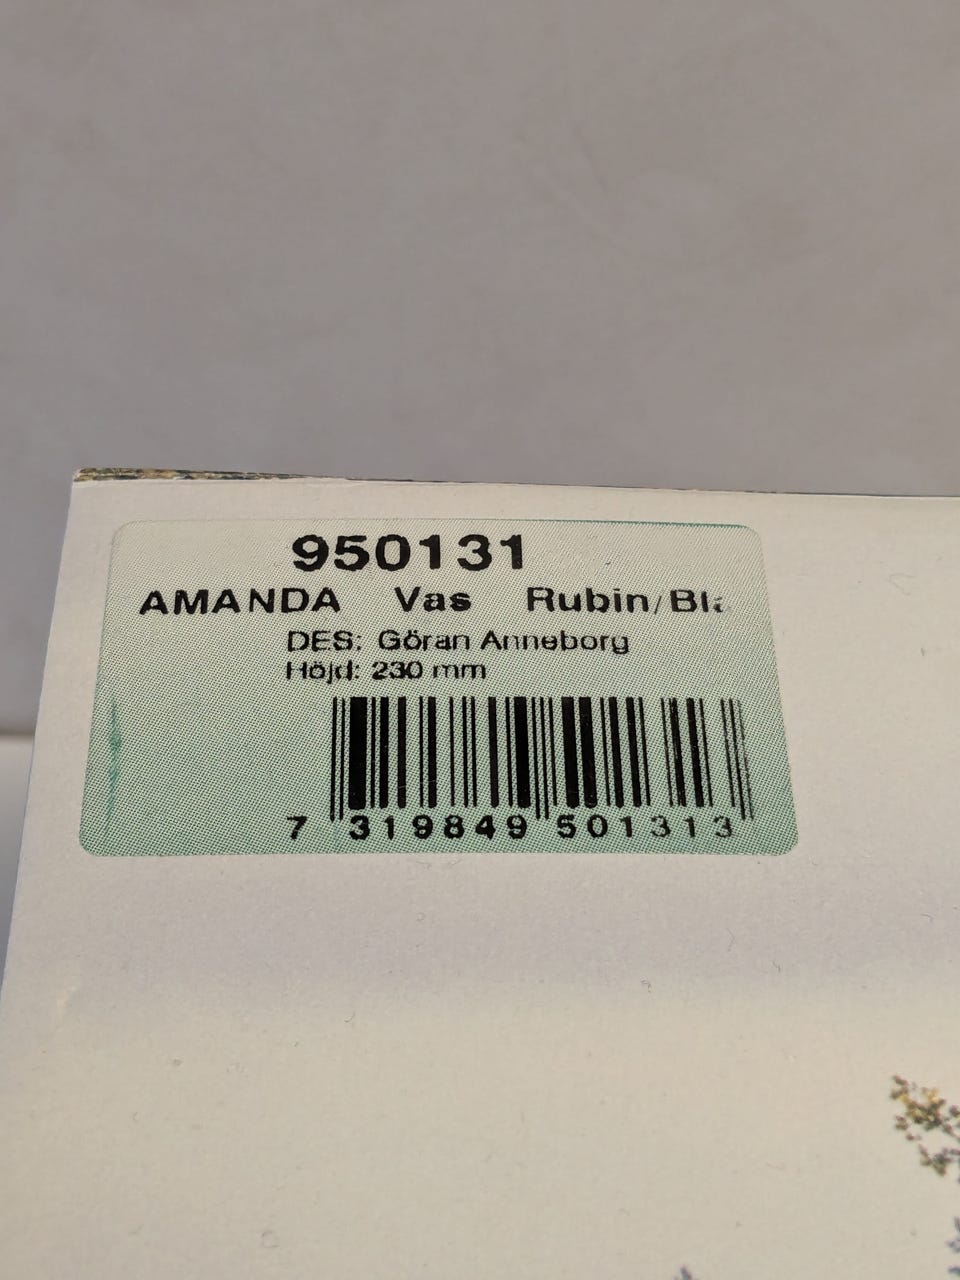 950131
AMANDA Vas Rubin/Bl
DES: Göran Anneborg
Höjd: 230 mm
7 319849 501313